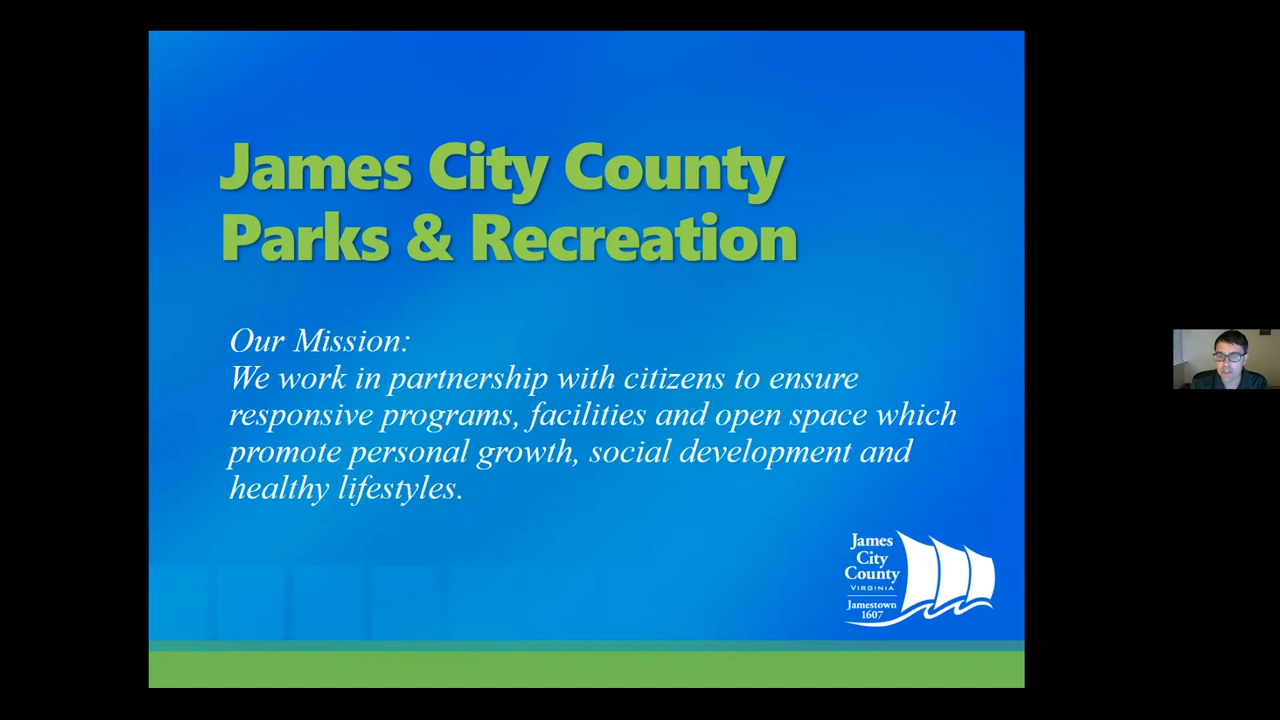 James City County
Parks & Recreation
Our Mission:
We work in partnership with citizens to ensure
responsive programs, facilities and open space which
promote personal growth, social development and
healthy lifestyles.
James
City
County
VIRGINIA
Jamestown
1607